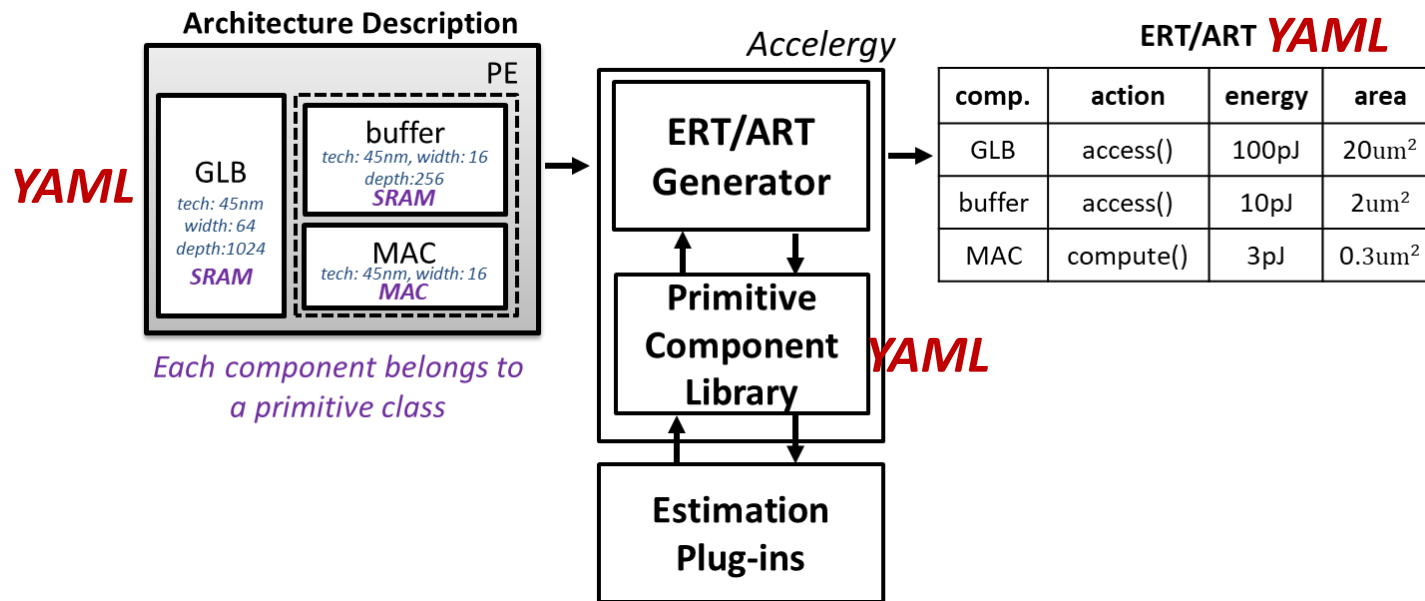 Architecture Description
PE
YAML
GLB
tech: 45nm
width: 64
depth:1024
SRAM
buffer
tech: 45nm, width: 16
depth:256
SRAM
MAC
tech: 45nm, width: 16
MAC
Each component belongs to
a primitive class
Accelergy
ERT/ART
Generator
Primitive
Component
Library
YAML
Estimation
Plug-ins
ERT/ART YAML
comp. action energy area
GLB access() 100pJ 20um²
buffer access() 10pJ 2um²
MAC compute() 3pJ 0.3um²